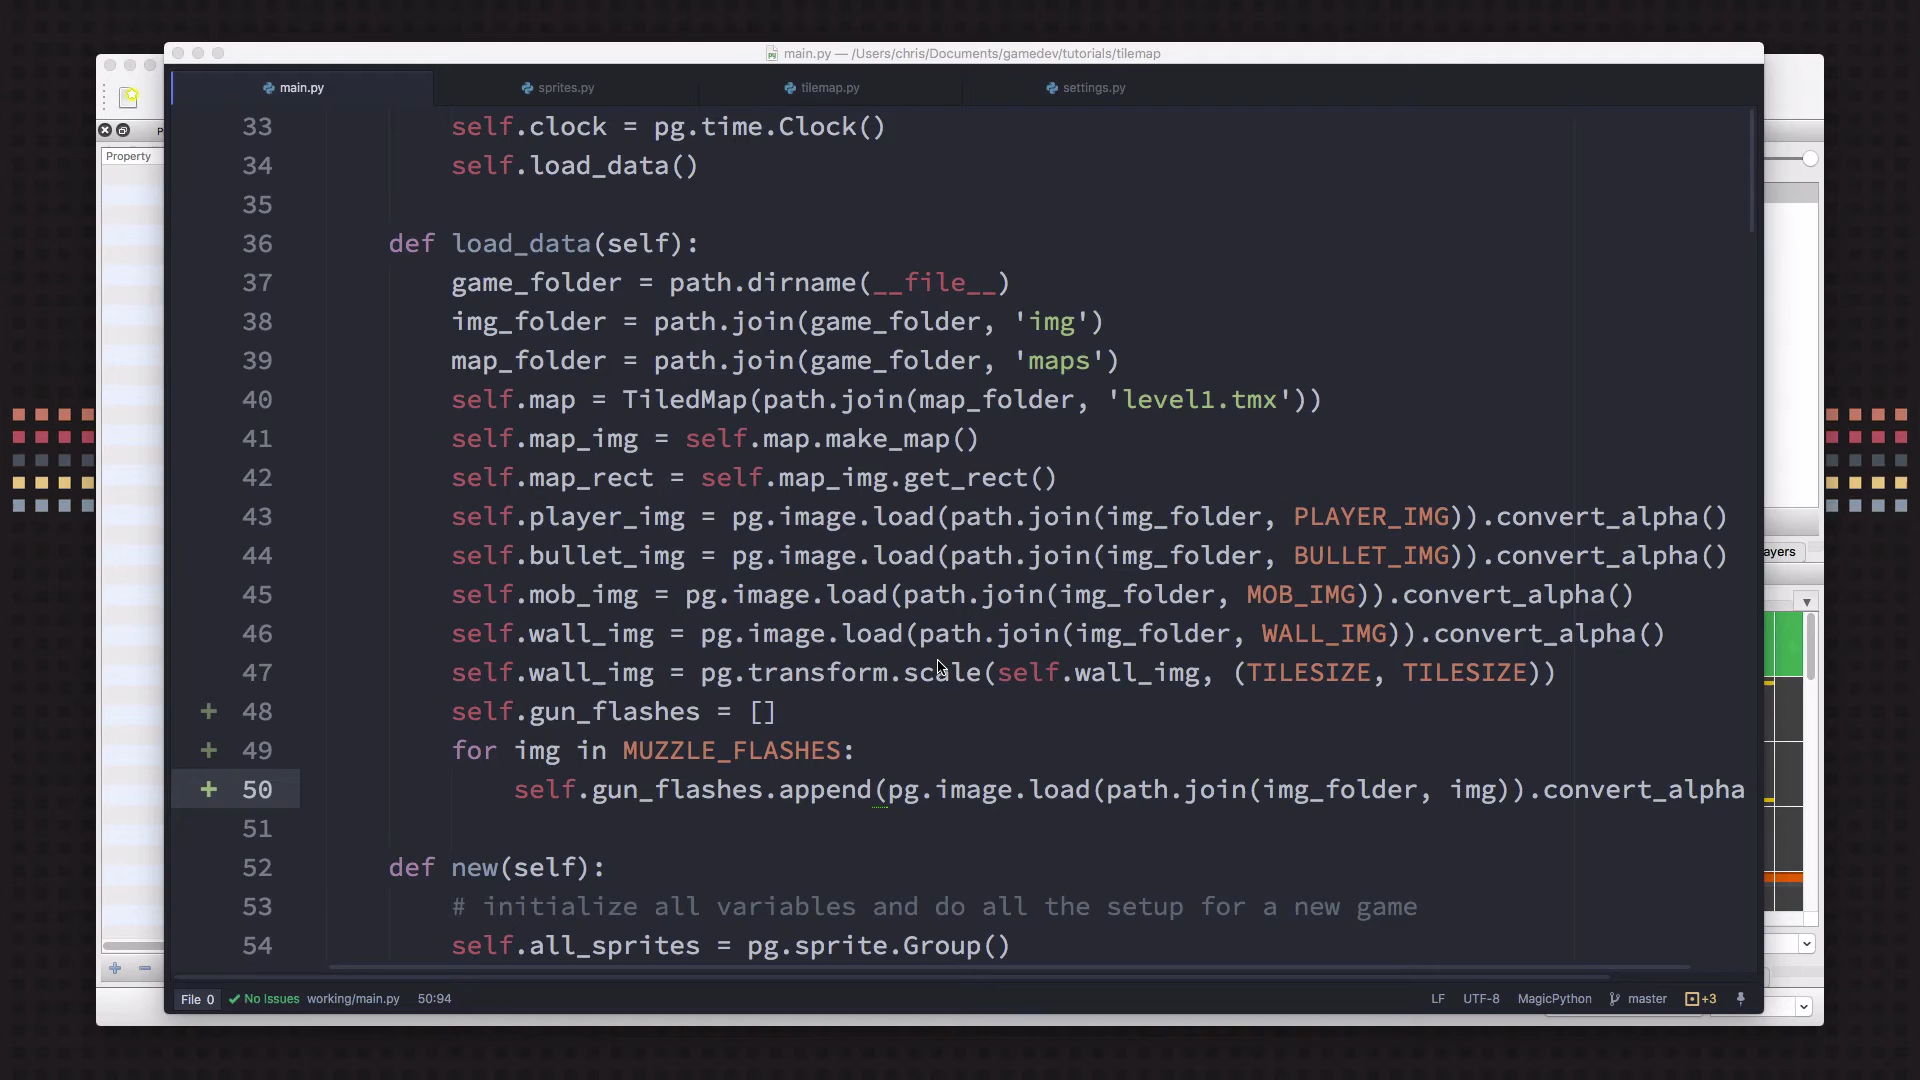 main.py — /Users/chris/Documents/gamedev/tutorials/tilemap
main.py sprites.py tilemap.py settings.py
Property
33 self.clock = pg.time.Clock()
34 self.load_data()
35
36 def load_data(self):
37 game_folder = path.dirname(__file__)
38 img_folder = path.join(game_folder, 'img')
39 map_folder = path.join(game_folder, 'maps')
40 self.map = TiledMap(path.join(map_folder, 'level1.tmx'))
41 self.map_img = self.map.make_map()
42 self.map_rect = self.map_img.get_rect()
43 self.player_img = pg.image.load(path.join(img_folder, PLAYER_IMG)).convert_alpha()
44 self.bullet_img = pg.image.load(path.join(img_folder, BULLET_IMG)).convert_alpha()
45 self.mob_img = pg.image.load(path.join(img_folder, MOB_IMG)).convert_alpha()
46 self.wall_img = pg.image.load(path.join(img_folder, WALL_IMG)).convert_alpha()
47 self.wall_img = pg.transform.scale(self.wall_img, (TILESIZE, TILESIZE))
+ 48 self.gun_flashes = []
+ 49 for img in MUZZLE_FLASHES:
+ 50 self.gun_flashes.append(pg.image.load(path.join(img_folder, img)).convert_alpha
51
52 def new(self):
53 # initialize all variables and do all the setup for a new game
54 self.all_sprites = pg.sprite.Group()
ayers
File 0 No Issues working/main.py 50:94 LF UTF-8 MagicPython master +3